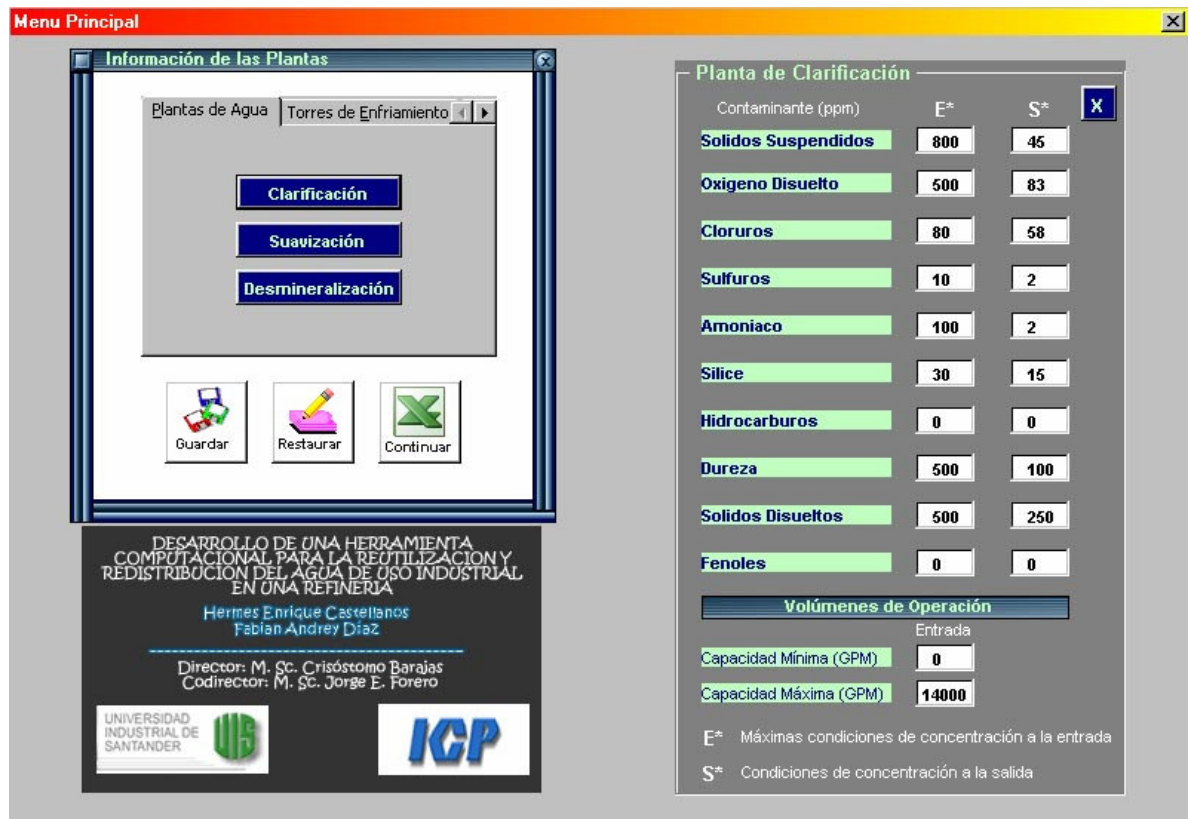 Menu Principal
Información de las Plantas
Plantas de Agua
Torres de Enfriamiento
Clarificación
Suavización
Desmineralización
Guardar
Restaurar
Continuar
DESARROLLO DE UNA HERRAMIENTA
COMPUTACIONAL PARA LA REUTILIZACION Y
REDISTRIBUCION DEL AGUA DE USO INDUSTRIAL
EN UNA REFINERIA
Hermes Enrique Castellanos
Fabian Andrey Díaz
Director: M. Sc. Crisóstomo Barajas
Codirector: M. Sc. Jorge E. Forero
UNIVERSIDAD
INDUSTRIAL DE
SANTANDER
UIS
ICP
Planta de Clarificación
X
Contaminante (ppm) E* S*
Solidos Suspendidos 800 45
Oxigeno Disuelto 500 83
Cloruros 80 58
Sulfuros 10 2
Amoniaco 100 2
Silice 30 15
Hidrocarburos 0 0
Dureza 500 100
Solidos Disueltos 500 250
Fenoles 0 0
Volúmenes de Operación
Entrada
Capacidad Mínima (GPM) 0
Capacidad Máxima (GPM) 14000
E* Máximas condiciones de concentración a la entrada
S* Condiciones de concentración a la salida